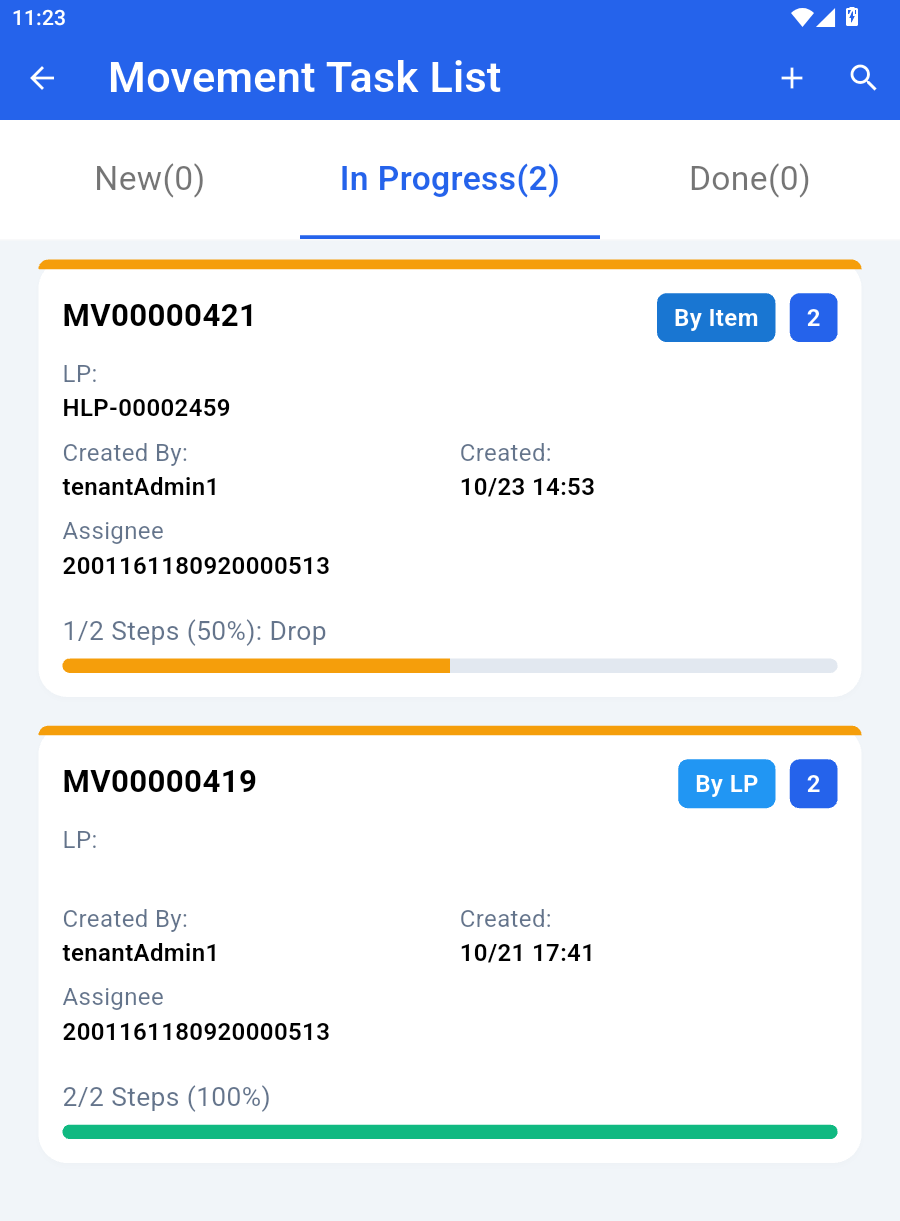 11:23
Movement Task List
New(0)
In Progress(2)
Done(0)
MV00000421
By Item
2
LP:
HLP-00002459
Created By:
Created:
tenantAdmin1
10/23 14:53
Assignee
2001161180920000513
1/2 Steps (50%): Drop
MV00000419
By LP
2
LP:
Created By:
Created:
tenantAdmin1
10/21 17:41
Assignee
2001161180920000513
2/2 Steps (100%)